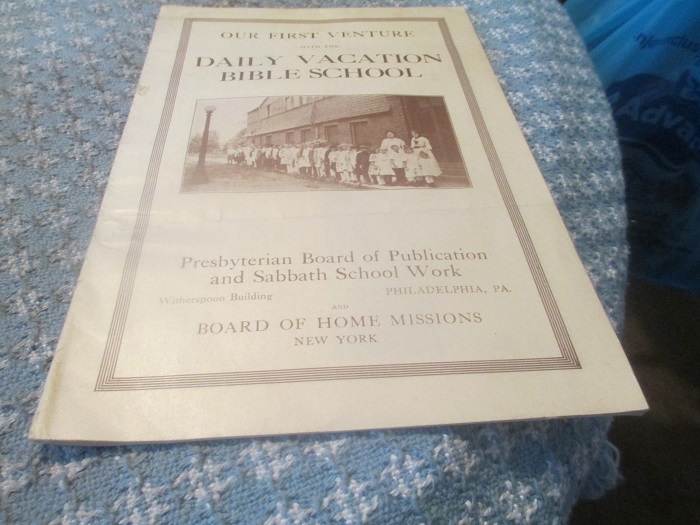 OUR FIRST VENTURE
WITH THE
DAILY VACATION
BIBLE SCHOOL
Presbyterian Board of Publication
and Sabbath School Work
Witherspoon Building PHILADELPHIA, PA.
AND
BOARD OF HOME MISSIONS
NEW YORK
Adva